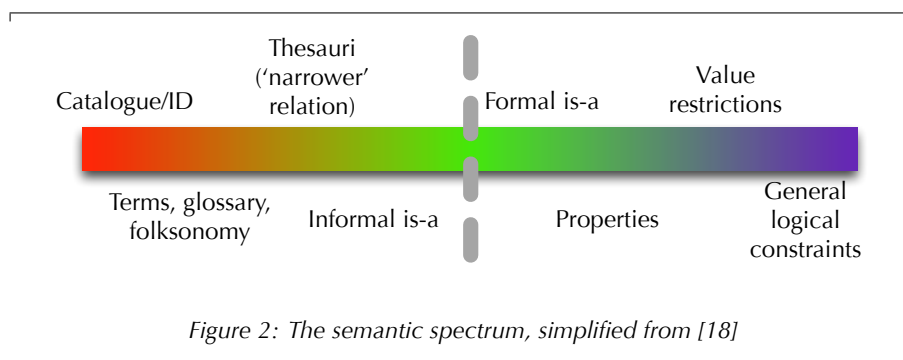 Thesauri
('narrower'
relation)
Catalogue/ID
Formal is-a
Value
restrictions
Terms, glossary,
folksonomy
Informal is-a
Properties
General
logical
constraints
Figure 2: The semantic spectrum, simplified from [18]